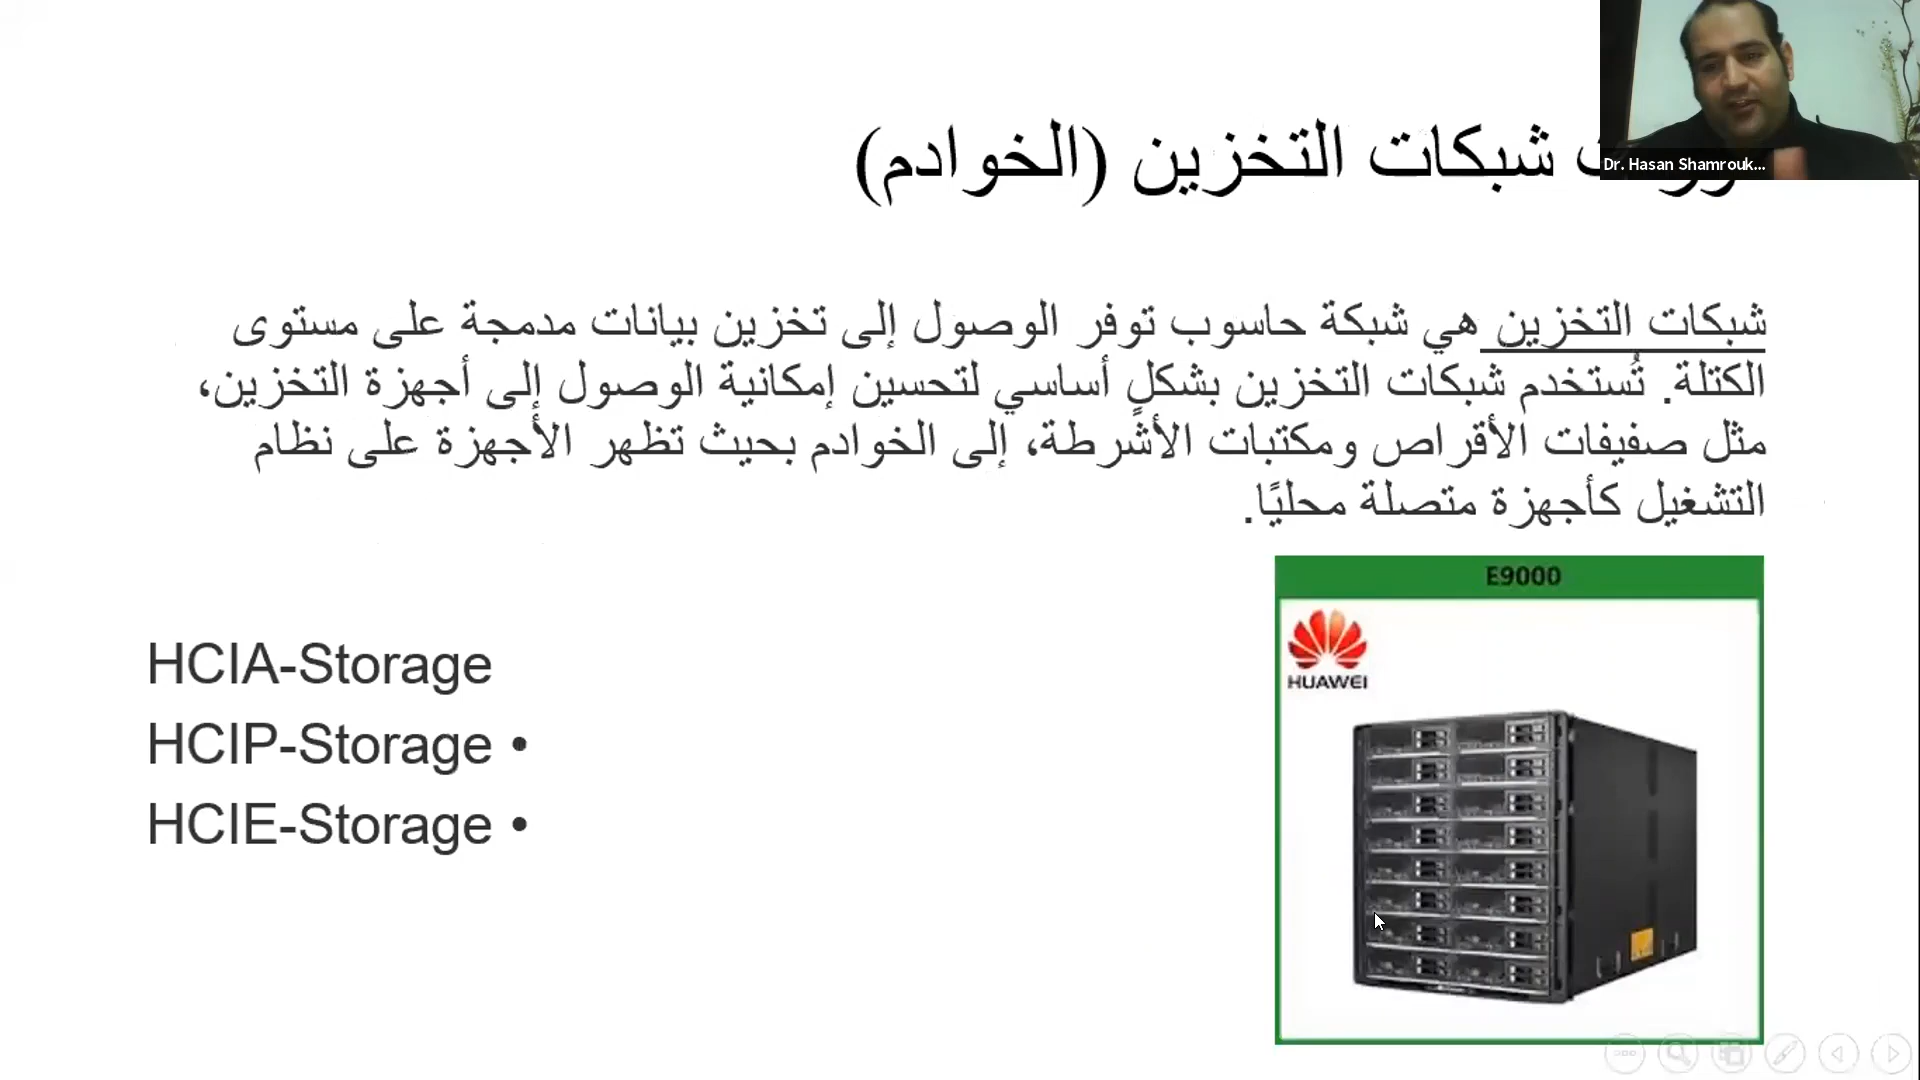 شبكات التخزين (الخوادم)
Dr. Hasan Shamrouk...
شبكات التخزين هي شبكة حاسوب توفر الوصول إلى تخزين بيانات مدمجة على مستوى
الكتلة. تُستخدم شبكات التخزين بشكلٍ أساسي لتحسين إمكانية الوصول إلى أجهزة التخزين،
مثل صفيفات الأقراص ومكتبات الأشرطة، إلى الخوادم بحيث تظهر الأجهزة على نظام
التشغيل كأجهزة متصلة محليًا.
E9000
HUAWEI
HCIA-Storage
HCIP-Storage •
HCIE-Storage •